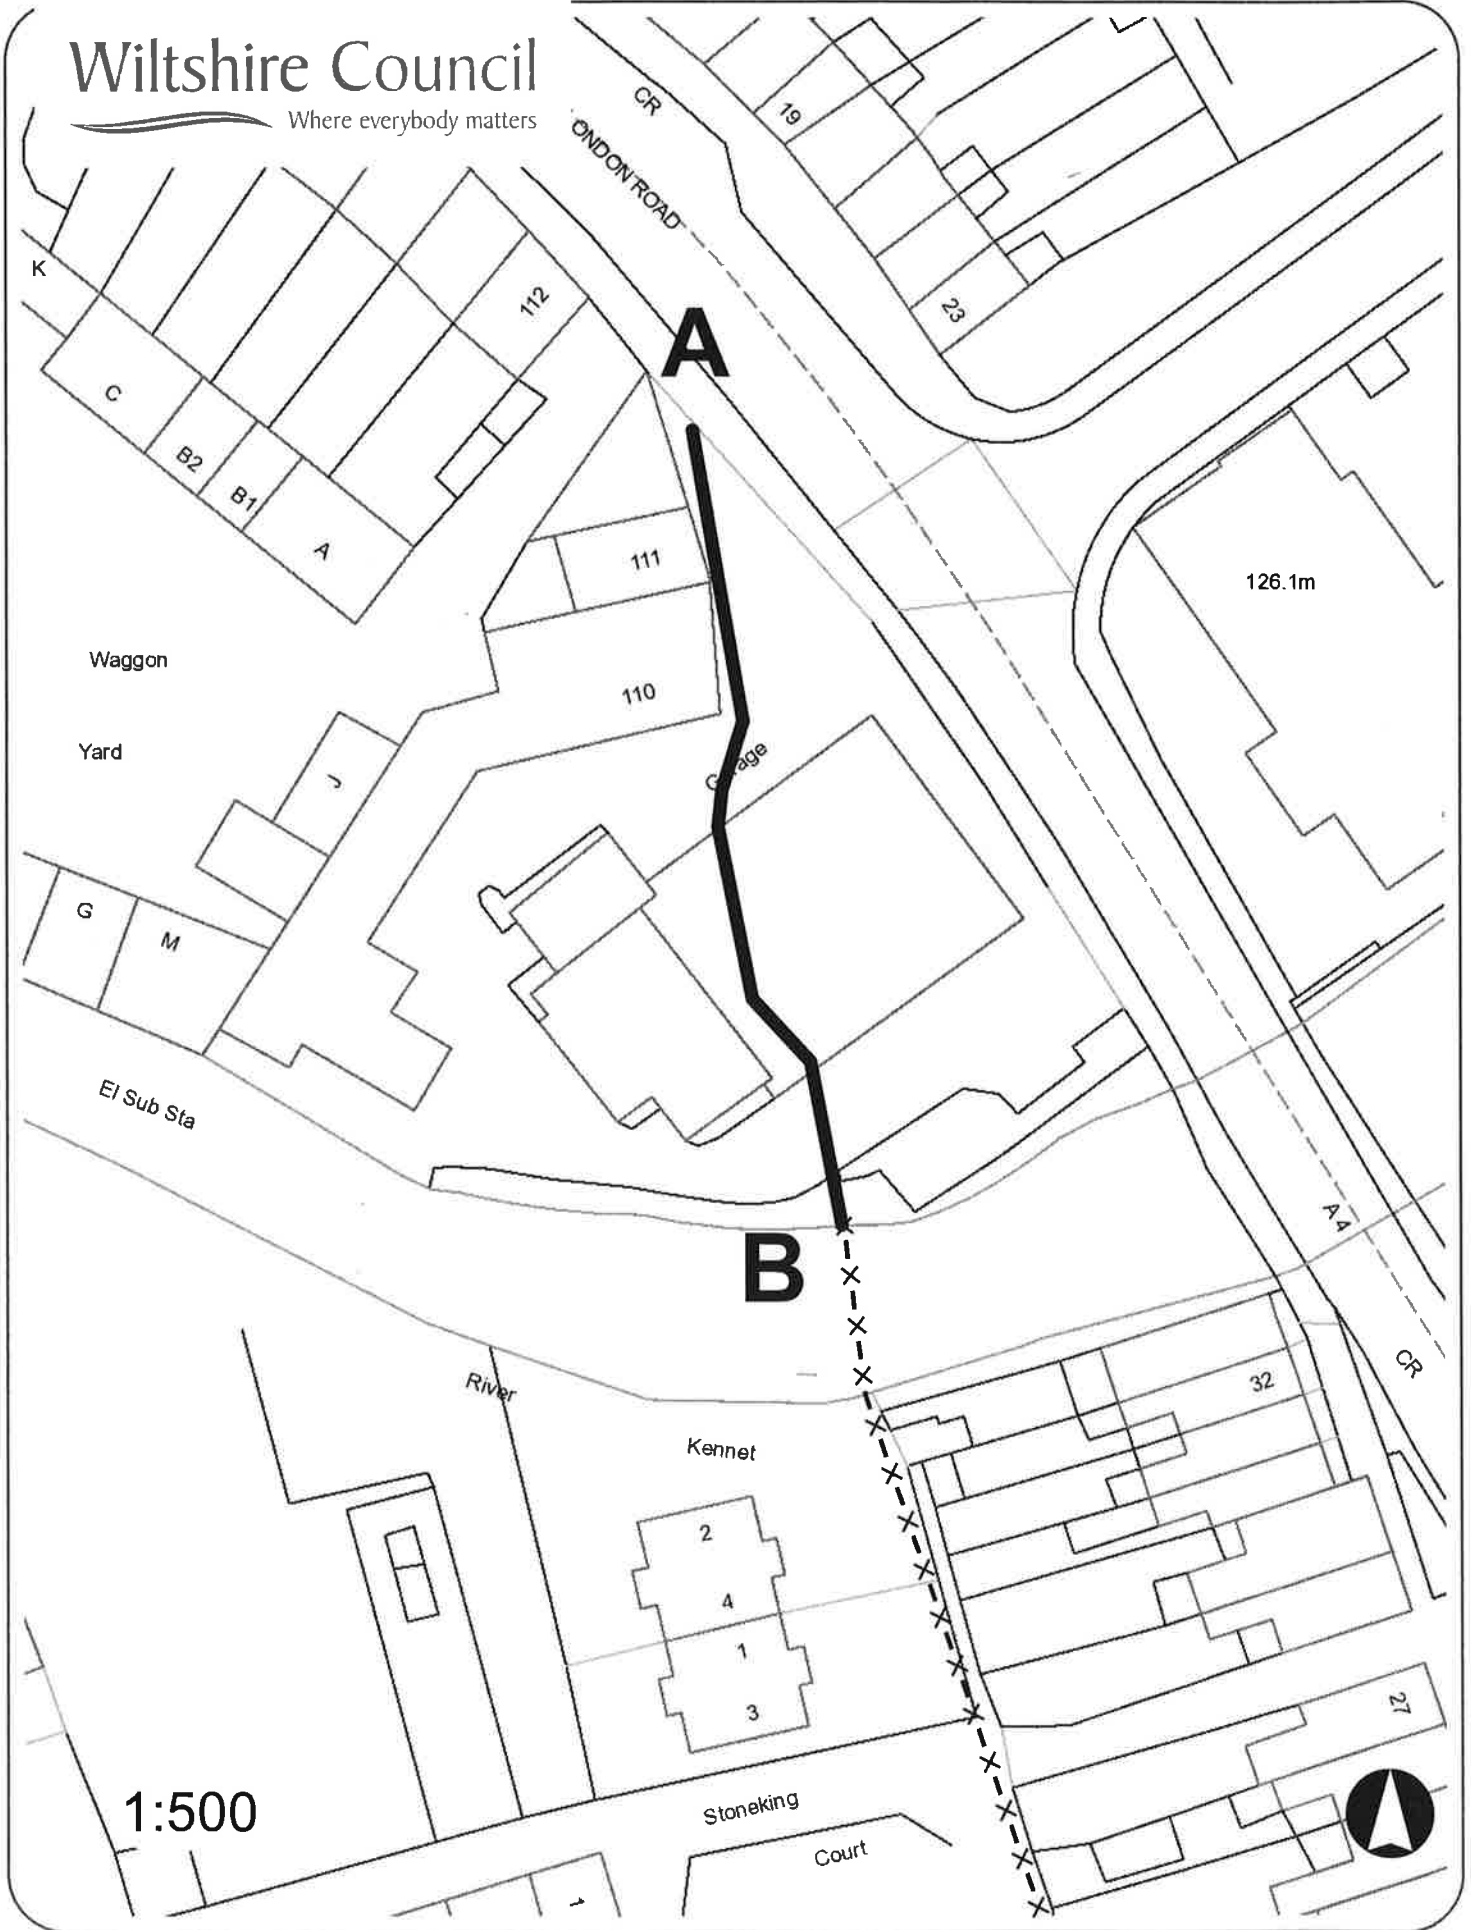 Wiltshire Council
Where everybody matters
CR
ONDON ROAD
19
K
112
23
A
C
B2
B1
A
111
126.1m
Waggon
Yard
110
J
G
M
El Sub Sta
B
A 4
CR
River
32
Kennet
2
4
1
3
27
1:500
Stoneking
Court
1